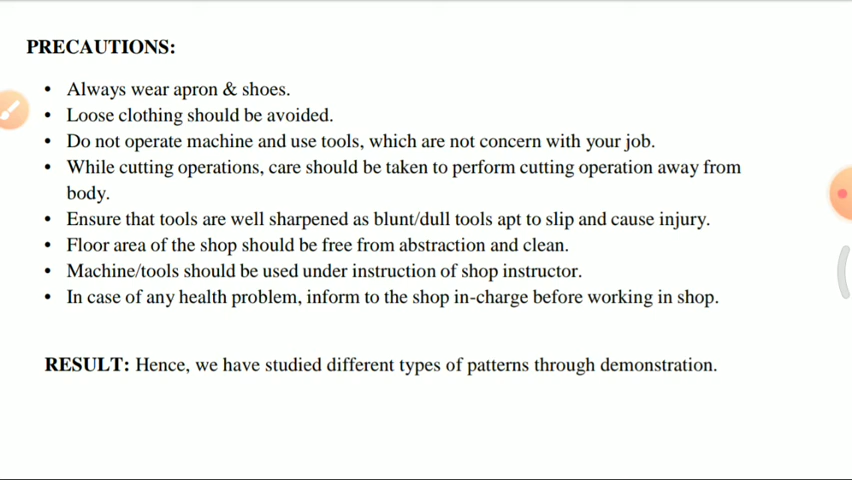 PRECAUTIONS:
• Always wear apron & shoes.
• Loose clothing should be avoided.
• Do not operate machine and use tools, which are not concern with your job.
• While cutting operations, care should be taken to perform cutting operation away from
body.
• Ensure that tools are well sharpened as blunt/dull tools apt to slip and cause injury.
• Floor area of the shop should be free from abstraction and clean.
• Machine/tools should be used under instruction of shop instructor.
• In case of any health problem, inform to the shop in-charge before working in shop.
RESULT: Hence, we have studied different types of patterns through demonstration.